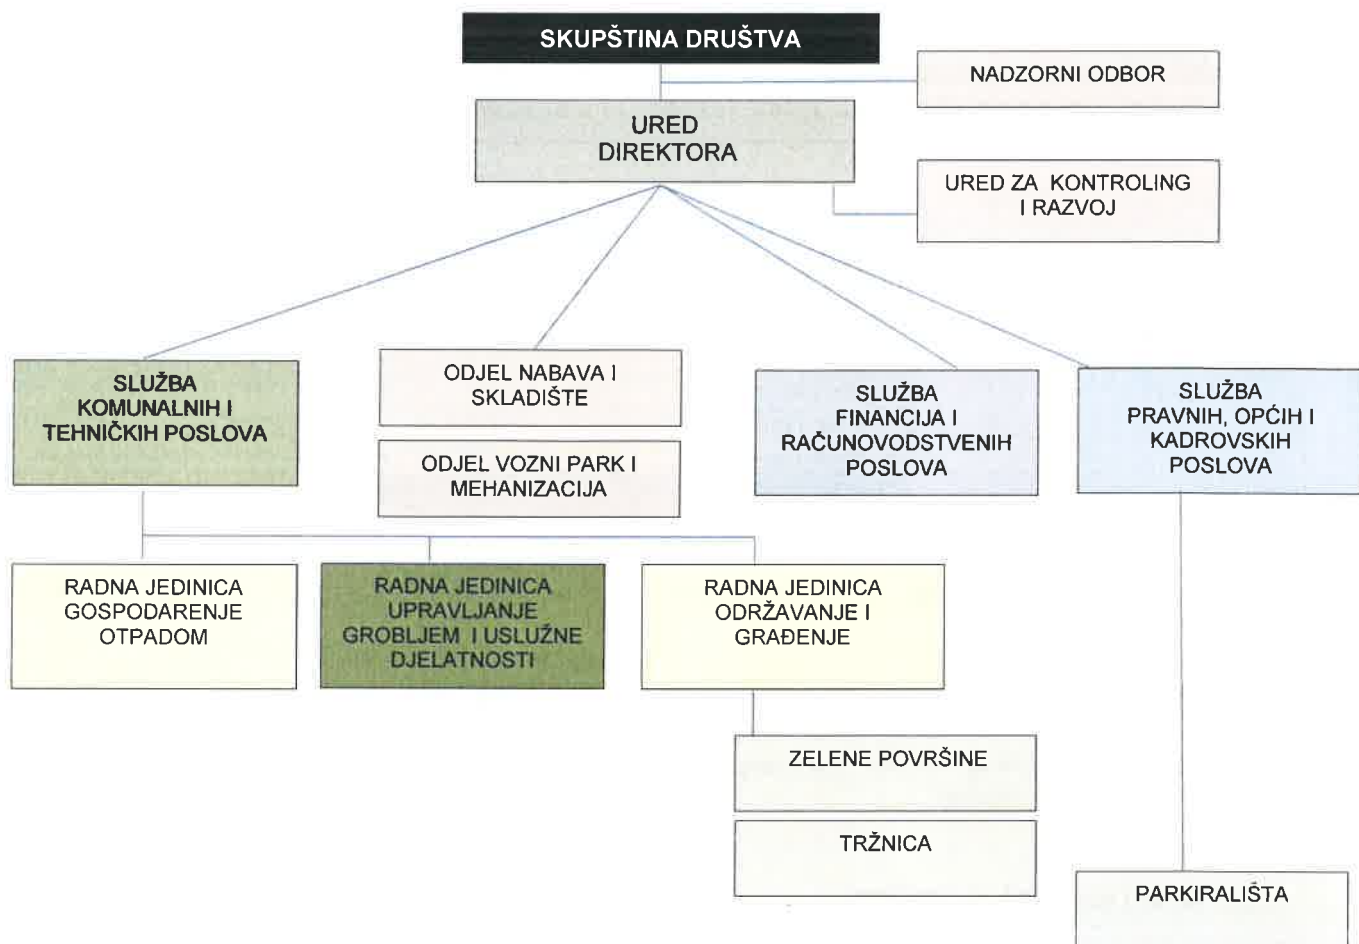 SKUPŠTINA DRUŠTVA
NADZORNI ODBOR
URED
DIREKTORA
URED ZA KONTROLING
I RAZVOJ
SLUŽBA
KOMUNALNIH I
TEHNIČKIH POSLOVA
ODJEL NABAVA I
SKLADIŠTE
ODJEL VOZNI PARK I
MEHANIZACIJA
SLUŽBA
FINANCIJA I
RAČUNOVODSTVENIH
POSLOVA
SLUŽBA
PRAVNIH, OPĆIH I
KADROVSKIH
POSLOVA
RADNA JEDINICA
GOSPODARENJE
OTPADOM
RADNA JEDINICA
UPRAVLJANJE
GROBLJEM I USLUŽNE
DJELATNOSTI
RADNA JEDINICA
ODRŽAVANJE I
GRAĐENJE
ZELENE POVRŠINE
TRŽNICA
PARKIRALIŠTA